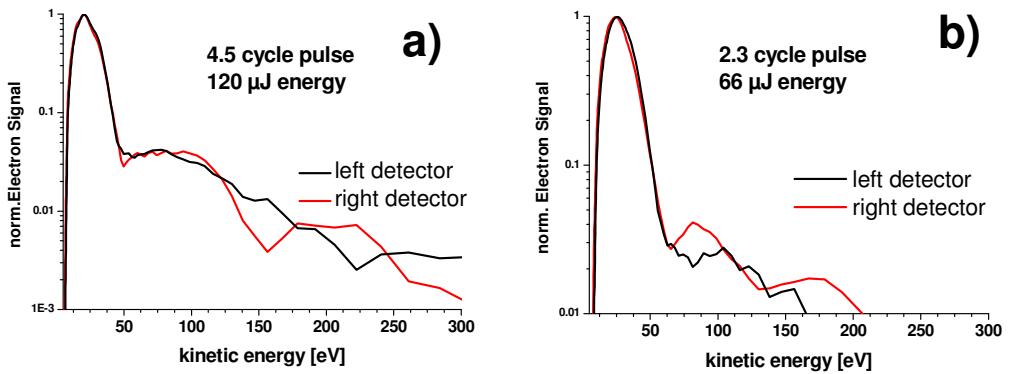 a)
4.5 cycle pulse
120 µJ energy
left detector
right detector
norm.Electron Signal
1
0.1
0.01
1E-3
50 100 150 200 250 300
kinetic energy [eV]
b)
2.3 cycle pulse
66 µJ energy
left detector
right detector
norm. Electron Signal
1
0.1
0.01
50 100 150 200 250 300
kinetic energy [eV]